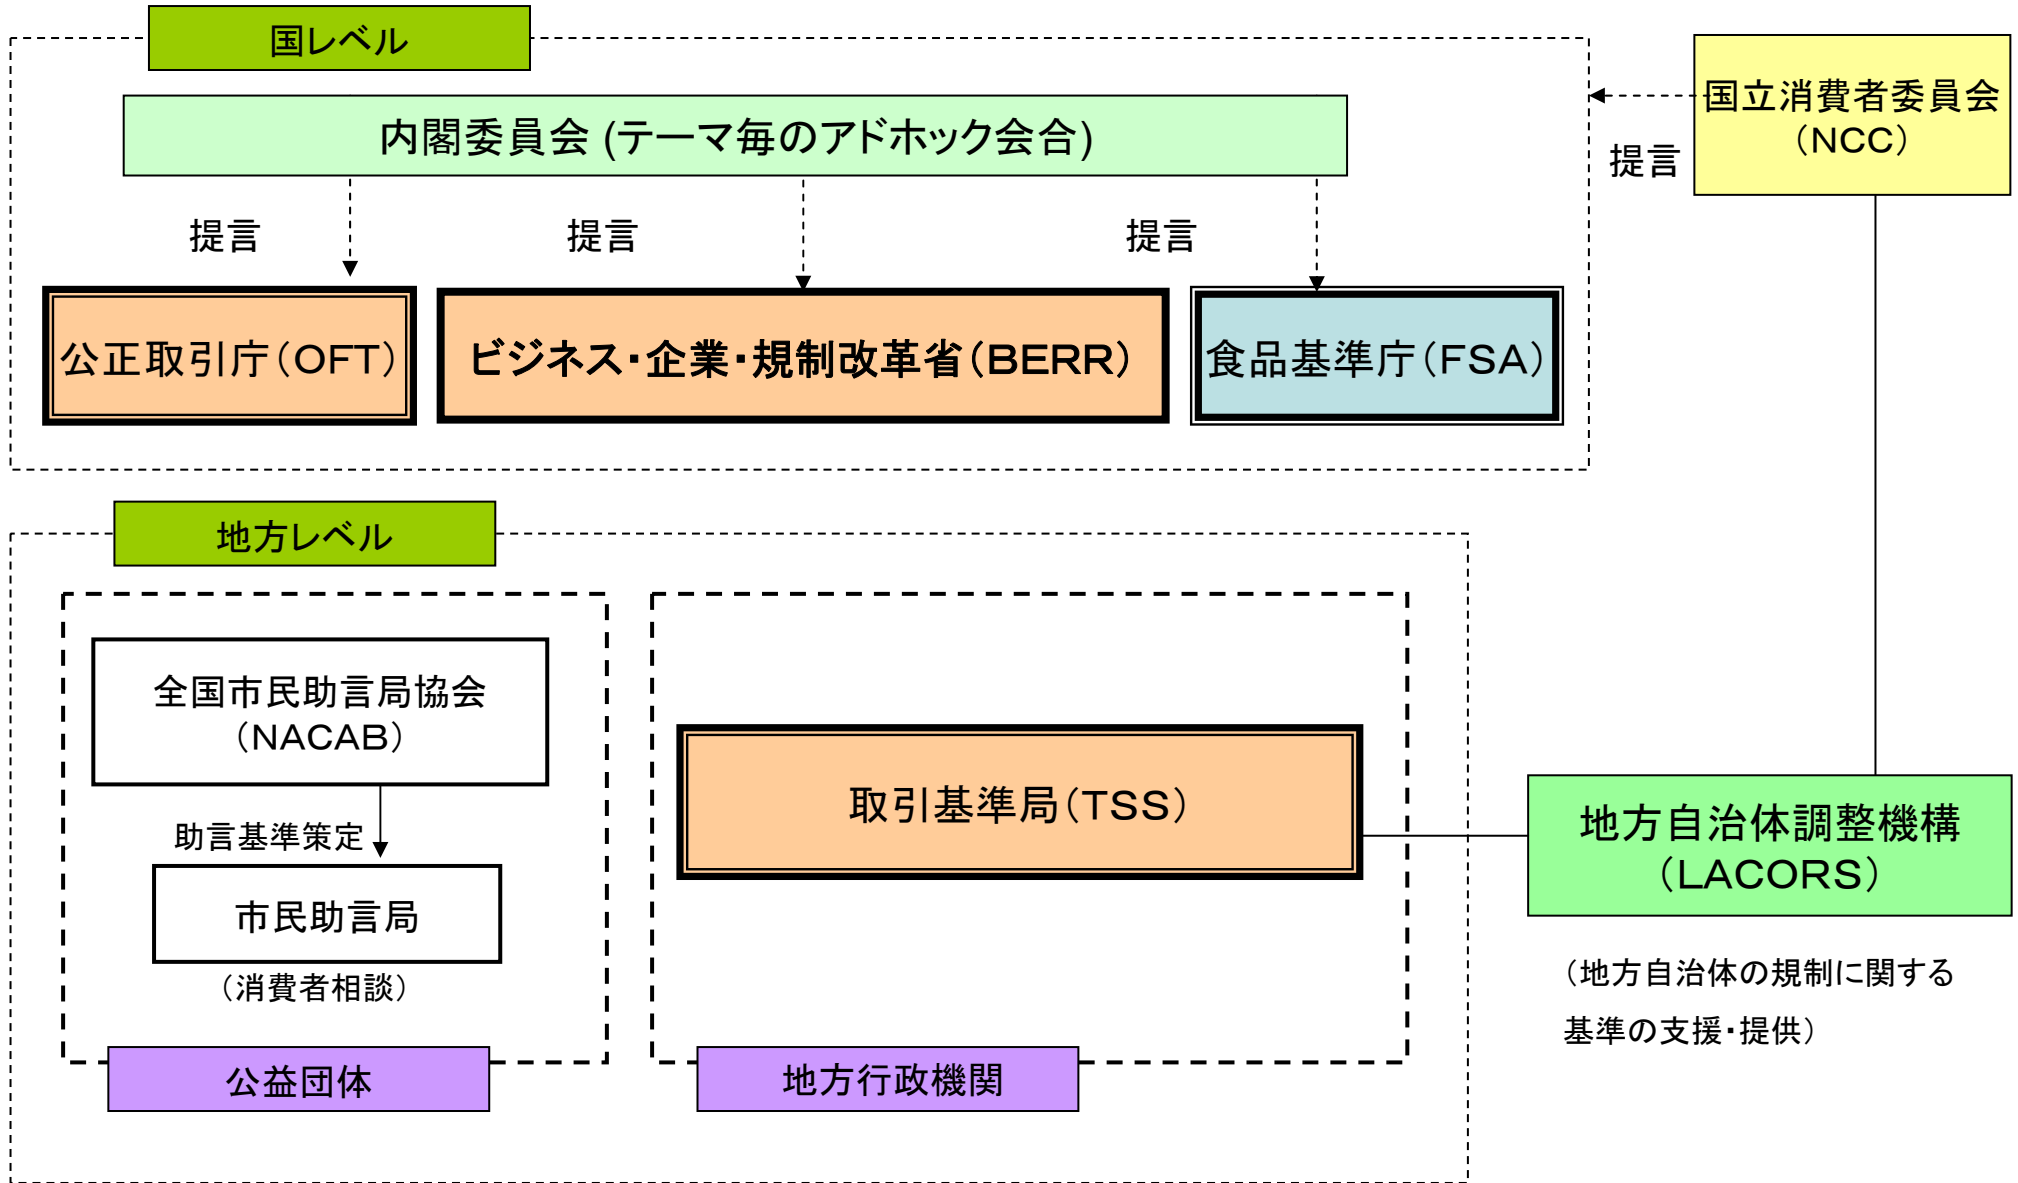 国レベル
内閣委員会 (テーマ毎のアドホック会合)
国立消費者委員会
（NCC）
提言
提言
提言
提言
公正取引庁（OFT）
ビジネス・企業・規制改革省（BERR）
食品基準庁（FSA）
地方レベル
全国市民助言局協会
（NACAB）
助言基準策定
市民助言局
（消費者相談）
公益団体
取引基準局（TSS）
地方行政機関
地方自治体調整機構
（LACORS）
（地方自治体の規制に関する
基準の支援・提供）